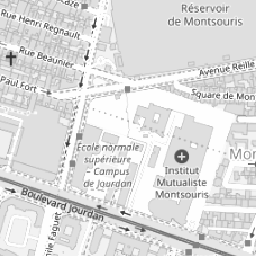 Réservoir
de Montsouris
Rue Henri Regnault
Rue Beaunier
Avenue Reille
Paul Fort
Square de Mon
École normale
supérieure
– Campus
de Jourdan
Institut
Mutualiste
Montsouris
Boulevard Jourdan